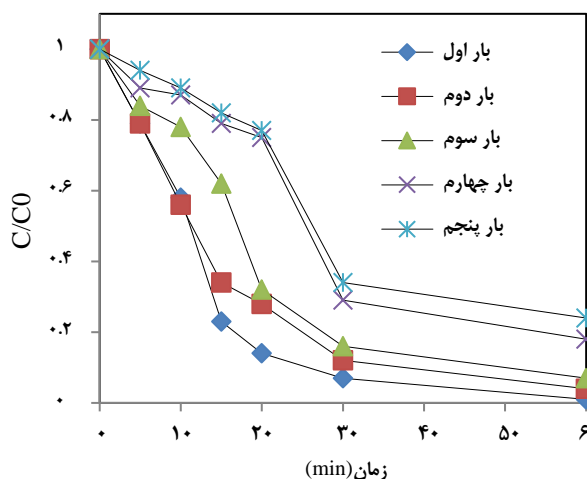 ۱
۰.۸
۰.۶
۰.۴
۰.۲
۰
C/C0
بار اول
بار دوم
بار سوم
بار چهارم
بار پنجم
۰ ۱۰ ۲۰ ۳۰ ۴۰ ۵۰ ۶
زمان(min)